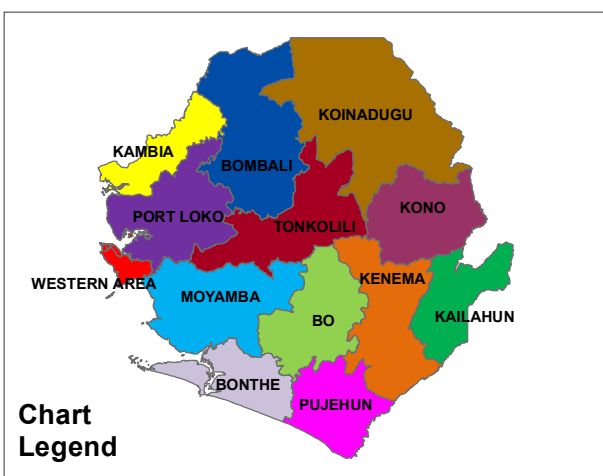 KOINADUGU
KAMBIA
BOMBALI
KONO
PORT LOKO
TONKOLILI
WESTERN AREA
KENEMA
MOYAMBA
KAILAHUN
BO
BONTHE
PUJEHUN
Chart
Legend